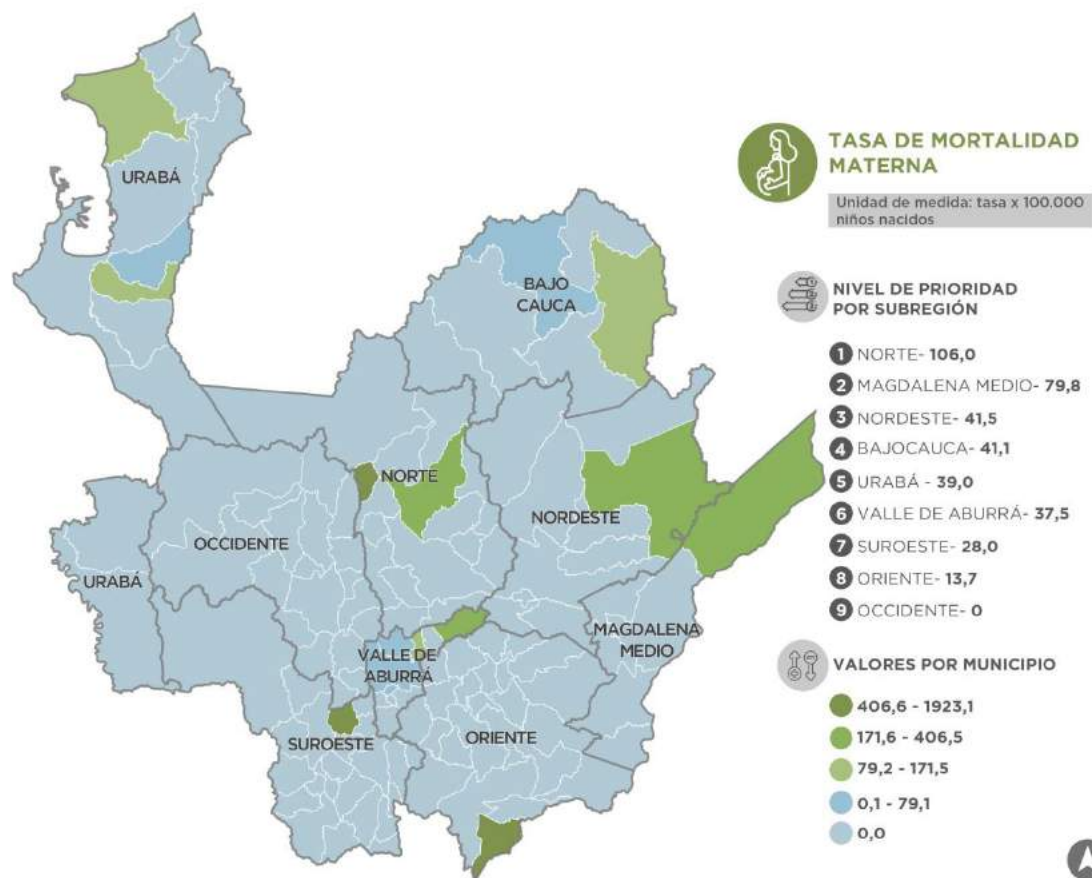 TASA DE MORTALIDAD
MATERNA
Unidad de medida: tasa x 100.000
niños nacidos
NIVEL DE PRIORIDAD
POR SUBREGIÓN
1 NORTE- 106,0
2 MAGDALENA MEDIO- 79,8
3 NORDESTE- 41,5
4 BAJOCAUCA- 41,1
5 URABÁ - 39,0
6 VALLE DE ABURRÁ- 37,5
7 SUROESTE- 28,0
8 ORIENTE- 13,7
9 OCCIDENTE- 0
VALORES POR MUNICIPIO
406,6 - 1923,1
171,6 - 406,5
79,2 - 171,5
0,1 - 79,1
0,0
URABÁ
BAJO
CAUCA
NORTE
NORDESTE
OCCIDENTE
URABÁ
MAGDALENA
MEDIO
VALLE DE
ABURRÁ
SUROESTE
ORIENTE